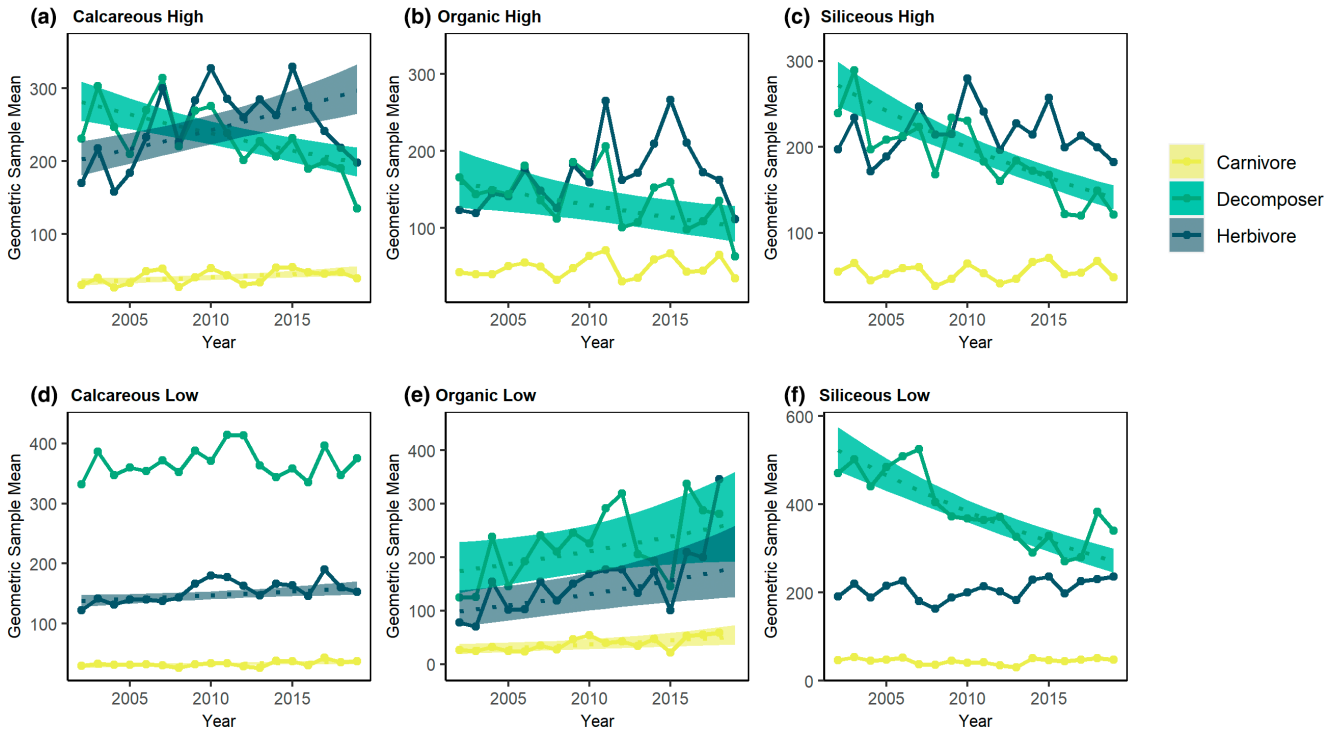 (a) Calcareous High
(b) Organic High
(c) Siliceous High
Geometric Sample Mean
300
200
100
2005 2010 2015
Year
Geometric Sample Mean
300
200
100
2005 2010 2015
Year
Geometric Sample Mean
300
200
100
2005 2010 2015
Year
Carnivore
Decomposer
Herbivore
(d) Calcareous Low
(e) Organic Low
(f) Siliceous Low
Geometric Sample Mean
400
300
200
100
2005 2010 2015
Year
Geometric Sample Mean
400
300
200
100
0
2005 2010 2015
Year
Geometric Sample Mean
600
400
200
0
2005 2010 2015
Year